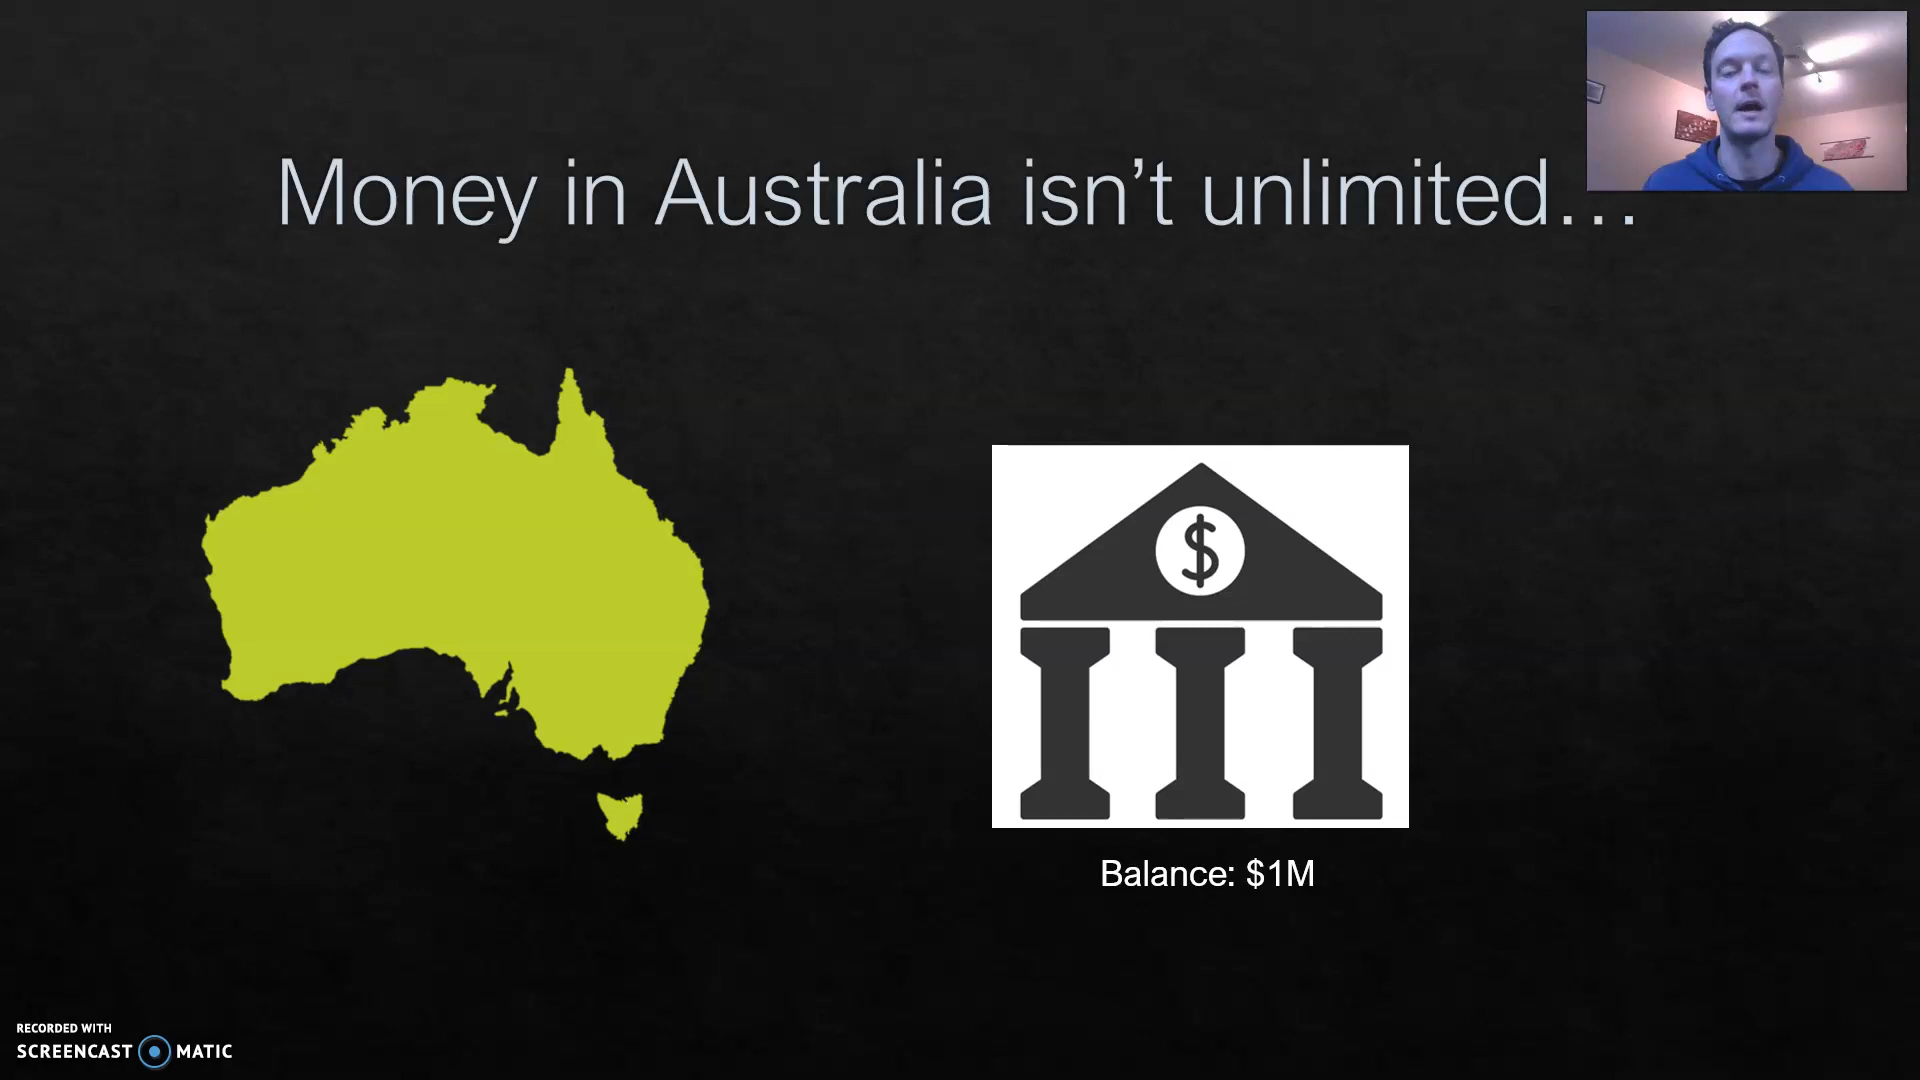 Money in Australia isn’t unlimited…
$
Balance: $1M
RECORDED WITH
SCREENCAST MATIC